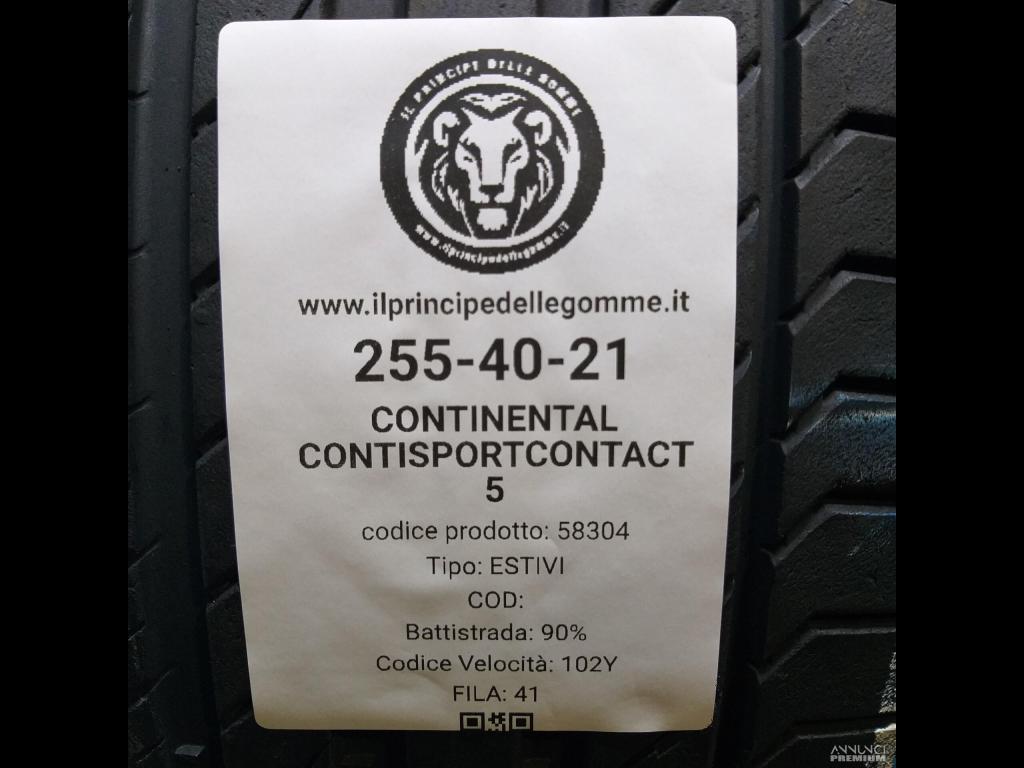 IL PRINCIPE DELLE GOMME
www.ilprincipedellegomme.it
www.ilprincipedellegomme.it
255-40-21
CONTINENTAL
CONTISPORTCONTACT
5
codice prodotto: 58304
Tipo: ESTIVI
COD:
Battistrada: 90%
Codice Velocità: 102Y
FILA: 41
ANNUNCI
PREMIUM